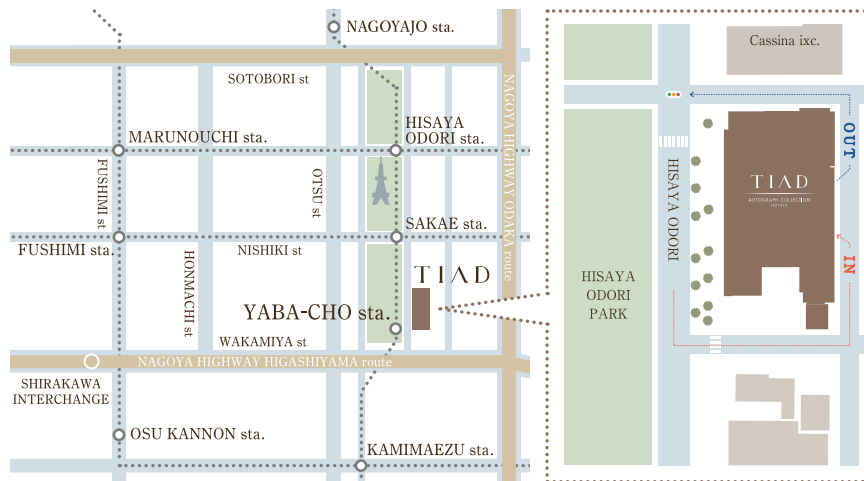 NAGOYAJO sta.
SOTOBORI st
MARUNOUCHI sta.
HISAYA
ODORI sta.
FUSHIMI st
OTSU st
NAGOYA HIGHWAY ODAKA route
FUSHIMI sta.
HONMACHI st
NISHIKI st
SAKAE sta.
TIAD
YABA-CHO sta.
WAKAMIYA st
NAGOYA HIGHWAY HIGASHIYAMA route
SHIRAKAWA
INTERCHANGE
OSU KANNON sta.
KAMIMAEZU sta.
Cassina ixc.
OUT
HISAYA ODORI
TIAD
AUTOGRAPH COLLECTION
HOTELS
IN
HISAYA
ODORI
PARK